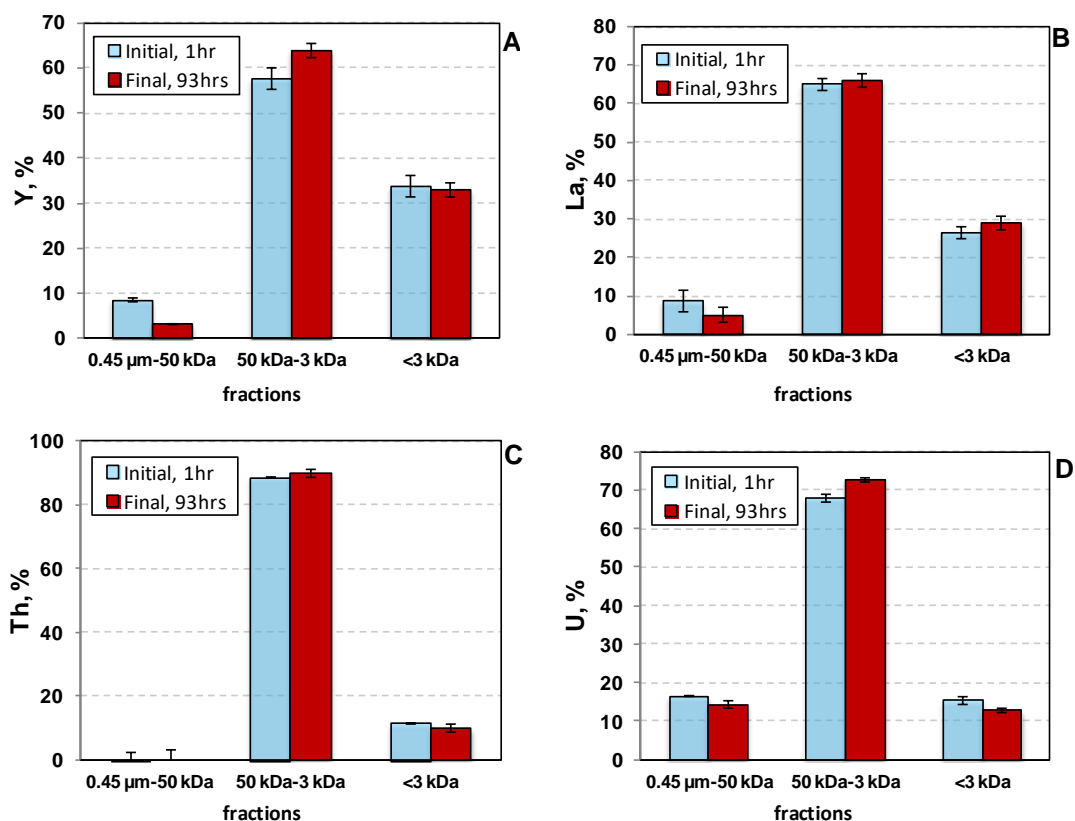 A
Y, %
70
60
50
40
30
20
10
0
Initial, 1hr
Final, 93hrs
0.45 µm-50 kDa 50 kDa-3 kDa <3 kDa
fractions
B
La, %
80
70
60
50
40
30
20
10
0
Initial, 1hr
Final, 93hrs
0.45 µm-50 kDa 50 kDa-3 kDa <3 kDa
fractions
C
Th, %
100
80
60
40
20
0
Initial, 1hr
Final, 93hrs
0.45 µm-50 kDa 50 kDa-3 kDa <3 kDa
fractions
D
U, %
80
70
60
50
40
30
20
10
0
Initial, 1hr
Final, 93hrs
0.45 µm-50 kDa 50 kDa-3 kDa <3 kDa
fractions